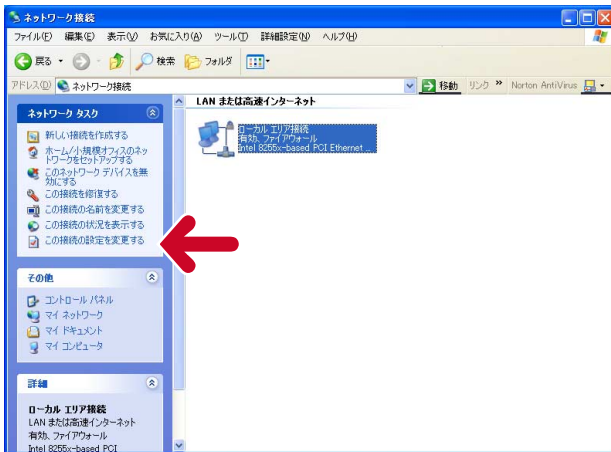 ネットワーク接続
ファイル(F) 編集(E) 表示(V) お気に入り(A) ツール(T) 詳細設定(N) ヘルプ(H)
戻る 検索 フォルダ
アドレス(D) ネットワーク接続 移動 リンク » Norton AntiVirus
ネットワーク タスク
新しい接続を作成する
ホーム/小規模オフィスのネッ
トワークをセットアップする
このネットワーク デバイスを無
効にする
この接続を修復する
この接続の名前を変更する
この接続の状況を表示する
この接続の設定を変更する
その他
コントロール パネル
マイ ネットワーク
マイ ドキュメント
マイ コンピュータ
詳細
ローカル エリア接続
LAN または高速インターネット
有効、ファイアウォール
Intel 8255x-based PCI
LAN または高速インターネット
ローカル エリア接続
有効、ファイアウォール
Intel 8255x-based PCI Ethernet ...